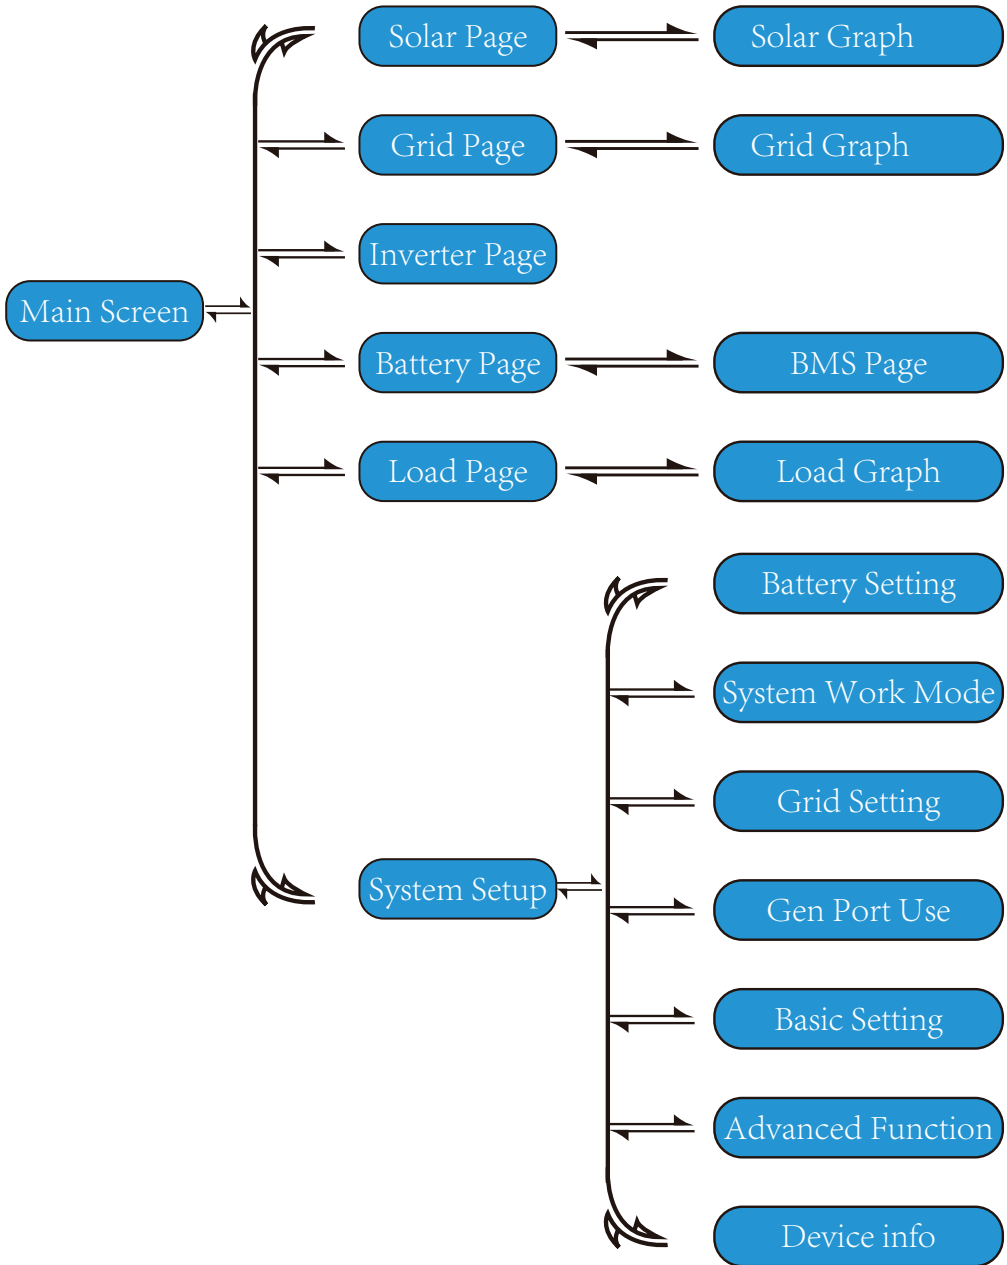 Solar Page
Solar Graph
Grid Page
Grid Graph
Inverter Page
Main Screen
Battery Page
BMS Page
Load Page
Load Graph
Battery Setting
System Work Mode
Grid Setting
System Setup
Gen Port Use
Basic Setting
Advanced Function
Device info